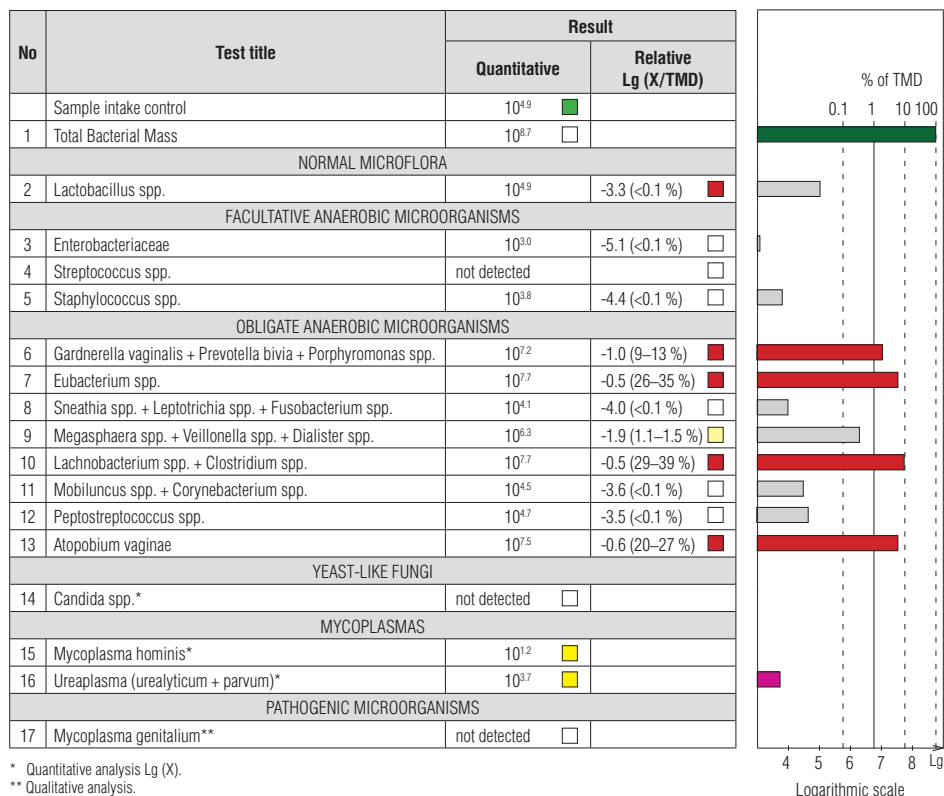 No Test title Result
Quantitative Relative Lg (X/TMD)
Sample intake control 10^4.9
1 Total Bacterial Mass 10^8.7
NORMAL MICROFLORA
2 Lactobacillus spp. 10^4.9 -3.3 (<0.1 %)
FACULTATIVE ANAEROBIC MICROORGANISMS
3 Enterobacteriaceae 10^3.0 -5.1 (<0.1 %)
4 Streptococcus spp. not detected
5 Staphylococcus spp. 10^3.8 -4.4 (<0.1 %)
OBLIGATE ANAEROBIC MICROORGANISMS
6 Gardnerella vaginalis + Prevotella bivia + Porphyromonas spp. 10^7.2 -1.0 (9–13 %)
7 Eubacterium spp. 10^7.7 -0.5 (26–35 %)
8 Sneathia spp. + Leptotrichia spp. + Fusobacterium spp. 10^4.1 -4.0 (<0.1 %)
9 Megasphaera spp. + Veillonella spp. + Dialister spp. 10^6.3 -1.9 (1.1–1.5 %)
10 Lachnobacterium spp. + Clostridium spp. 10^7.7 -0.5 (29–39 %)
11 Mobiluncus spp. + Corynebacterium spp. 10^4.5 -3.6 (<0.1 %)
12 Peptostreptococcus spp. 10^4.7 -3.5 (<0.1 %)
13 Atopobium vaginae 10^7.5 -0.6 (20–27 %)
YEAST-LIKE FUNGI
14 Candida spp.* not detected
MYCOPLASMAS
15 Mycoplasma hominis* 10^1.2
16 Ureaplasma (urealyticum + parvum)* 10^3.7
PATHOGENIC MICROORGANISMS
17 Mycoplasma genitalium** not detected
* Quantitative analysis Lg (X).
** Qualitative analysis.
% of TMD
0.1 1 10 100
4 5 6 7 8 Lg
Logarithmic scale